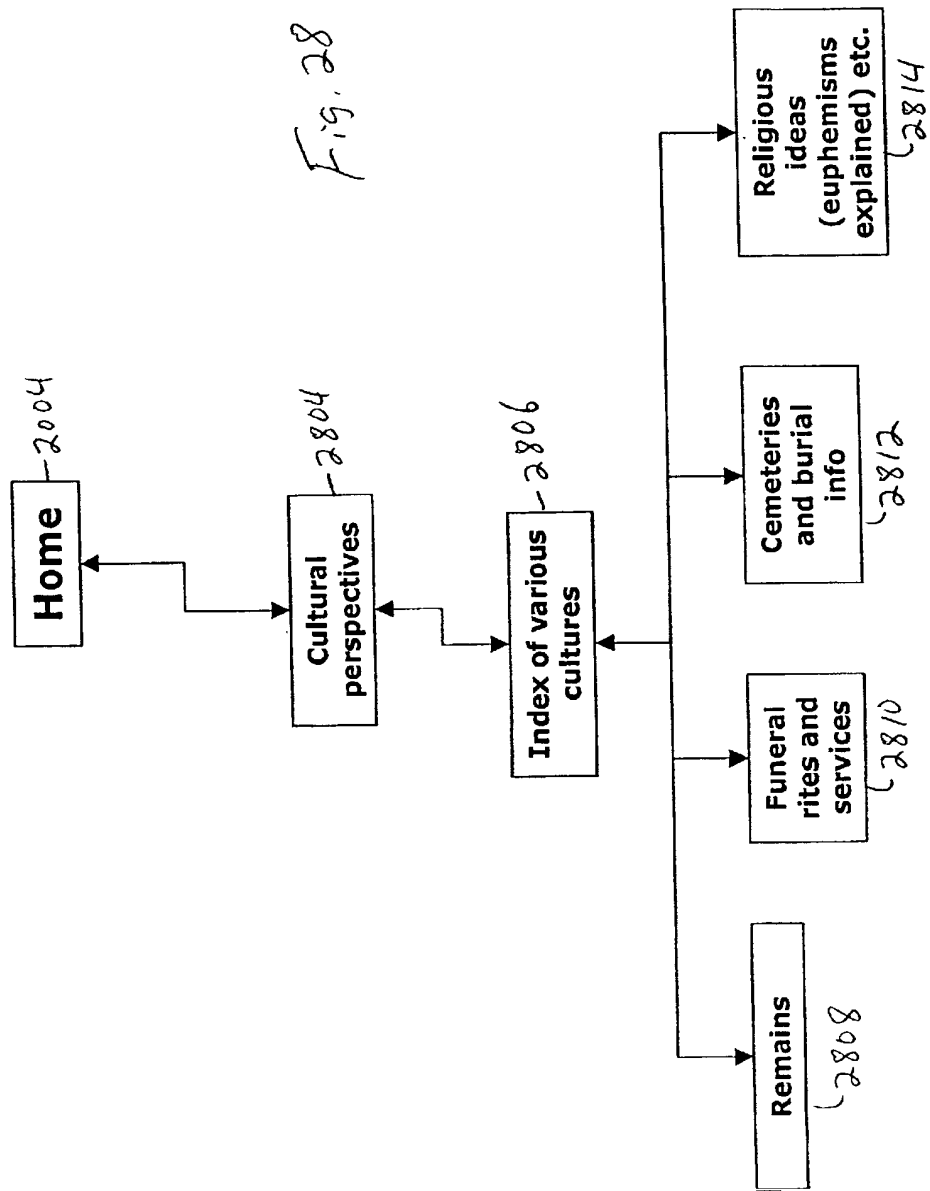 Fig. 28
Home
2004
Cultural
perspectives
2804
Index of various
cultures
2806
Remains
2808
Funeral
rites and
services
2810
Cemeteries
and burial
info
2812
Religious
ideas
(euphemisms
explained) etc.
2814